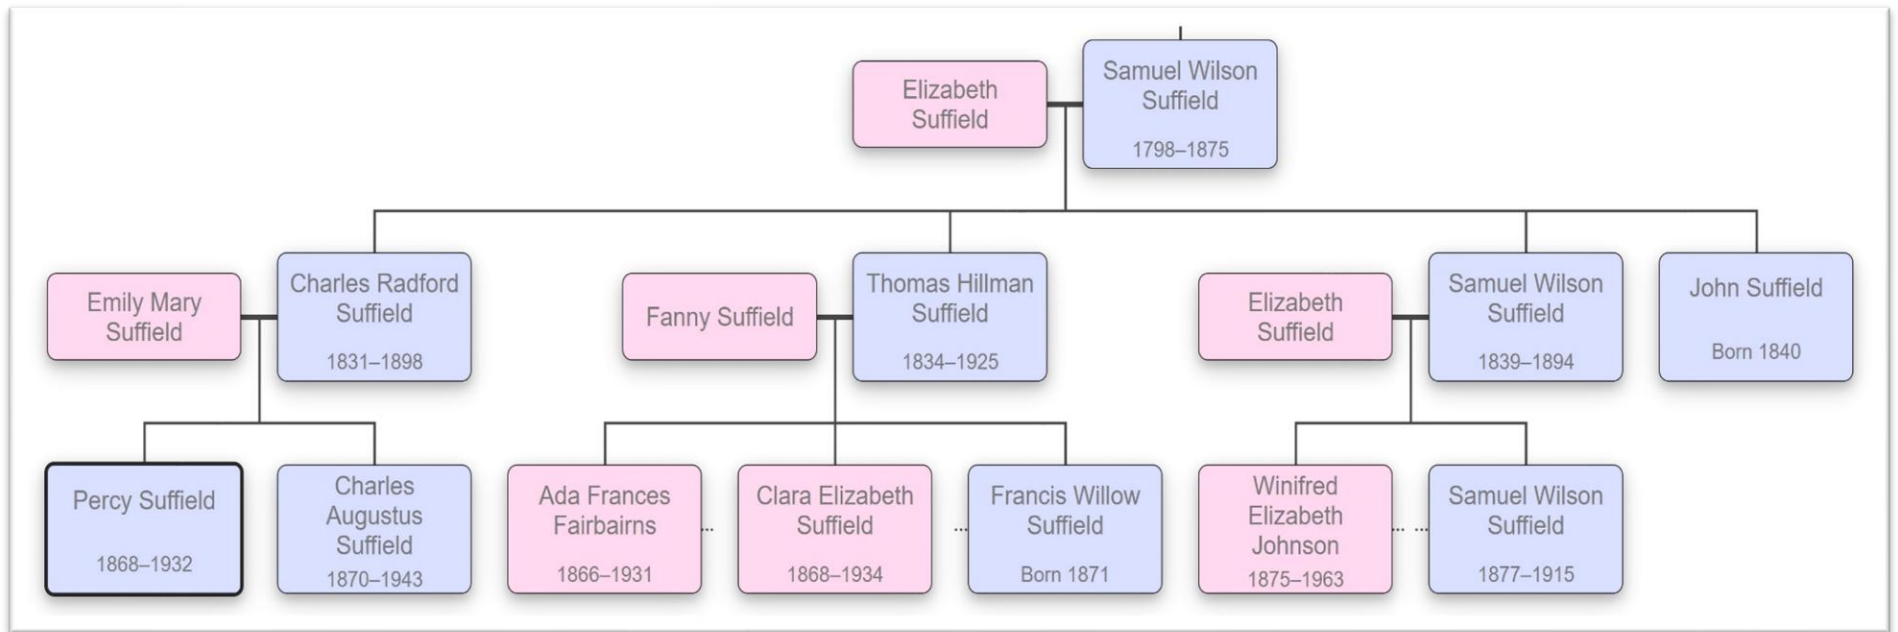 Elizabeth
Suffield
Samuel Wilson
Suffield
1798–1875
Emily Mary
Suffield
Charles Radford
Suffield
1831–1898
Fanny Suffield
Thomas Hillman
Suffield
1834–1925
Elizabeth
Suffield
Samuel Wilson
Suffield
1839–1894
John Suffield
Born 1840
Percy Suffield
1868–1932
Charles
Augustus
Suffield
1870–1943
Ada Frances
Fairbairns
1866–1931
...
Clara Elizabeth
Suffield
1868–1934
...
Francis Willow
Suffield
Born 1871
Winifred
Elizabeth
Johnson
1875–1963
... ...
Samuel Wilson
Suffield
1877–1915